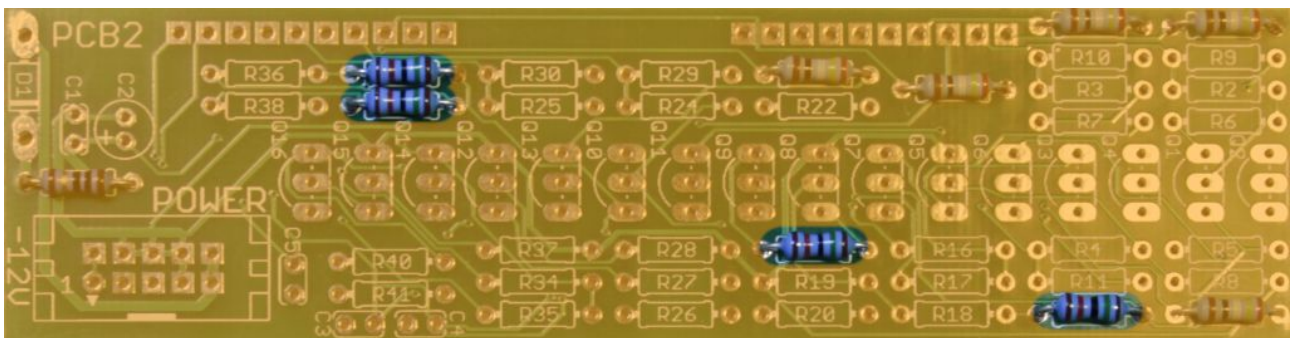 PCB2
D1
C1
C2
R36
R38
R30
R25
R29
R24
R22
R10
R3
R7
R9
R2
R6
Q16
Q15
Q14
Q12
Q13
Q10
Q11
Q9
Q8
Q7
Q5
Q6
Q3
Q4
Q1
Q2
POWER
-12V
1
C5
R40
R41
C3
C4
R37
R34
R35
R28
R27
R26
R19
R20
R16
R17
R18
R4
R11
R5
R8